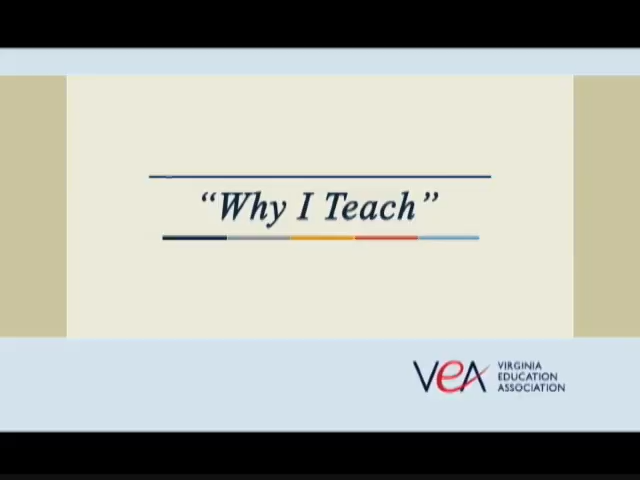 “Why I Teach”
VEA
VIRGINIA
EDUCATION
ASSOCIATION